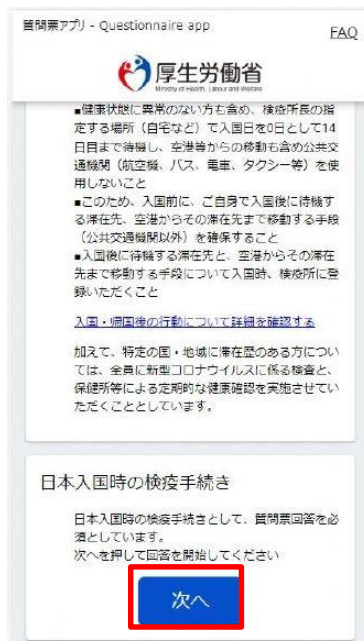 質問票アプリ - Questionnaire app
FAQ
厚生労働省
Ministry of Health, Labour and Welfare
■健康状態に異常のない方も含め、検疫所長の指
定する場所（自宅など）で入国日を0日として14
日目まで待機し、空港等からの移動も含め公共交
通機関（航空機、バス、電車、タクシー等）を使
用しないこと
■このため、入国前に、ご自身で入国後に待機す
る滞在先、空港からその滞在先まで移動する手段
（公共交通機関以外）を確保すること
■入国後に待機する滞在先と、空港からその滞在
先まで移動する手段について入国時、検疫所に登
録いただくこと
入国・帰国後の行動について詳細を確認する
加えて、特定の国・地域に滞在歴のある方につい
ては、全員に新型コロナウイルスに係る検査と、
保健所等による定期的な健康確認を実施させてい
ただくこととしています。
日本入国時の検疫手続き
日本入国時の検疫手続きとして、質問票回答を必
須としています。
次へを押して回答を開始してください
次へ